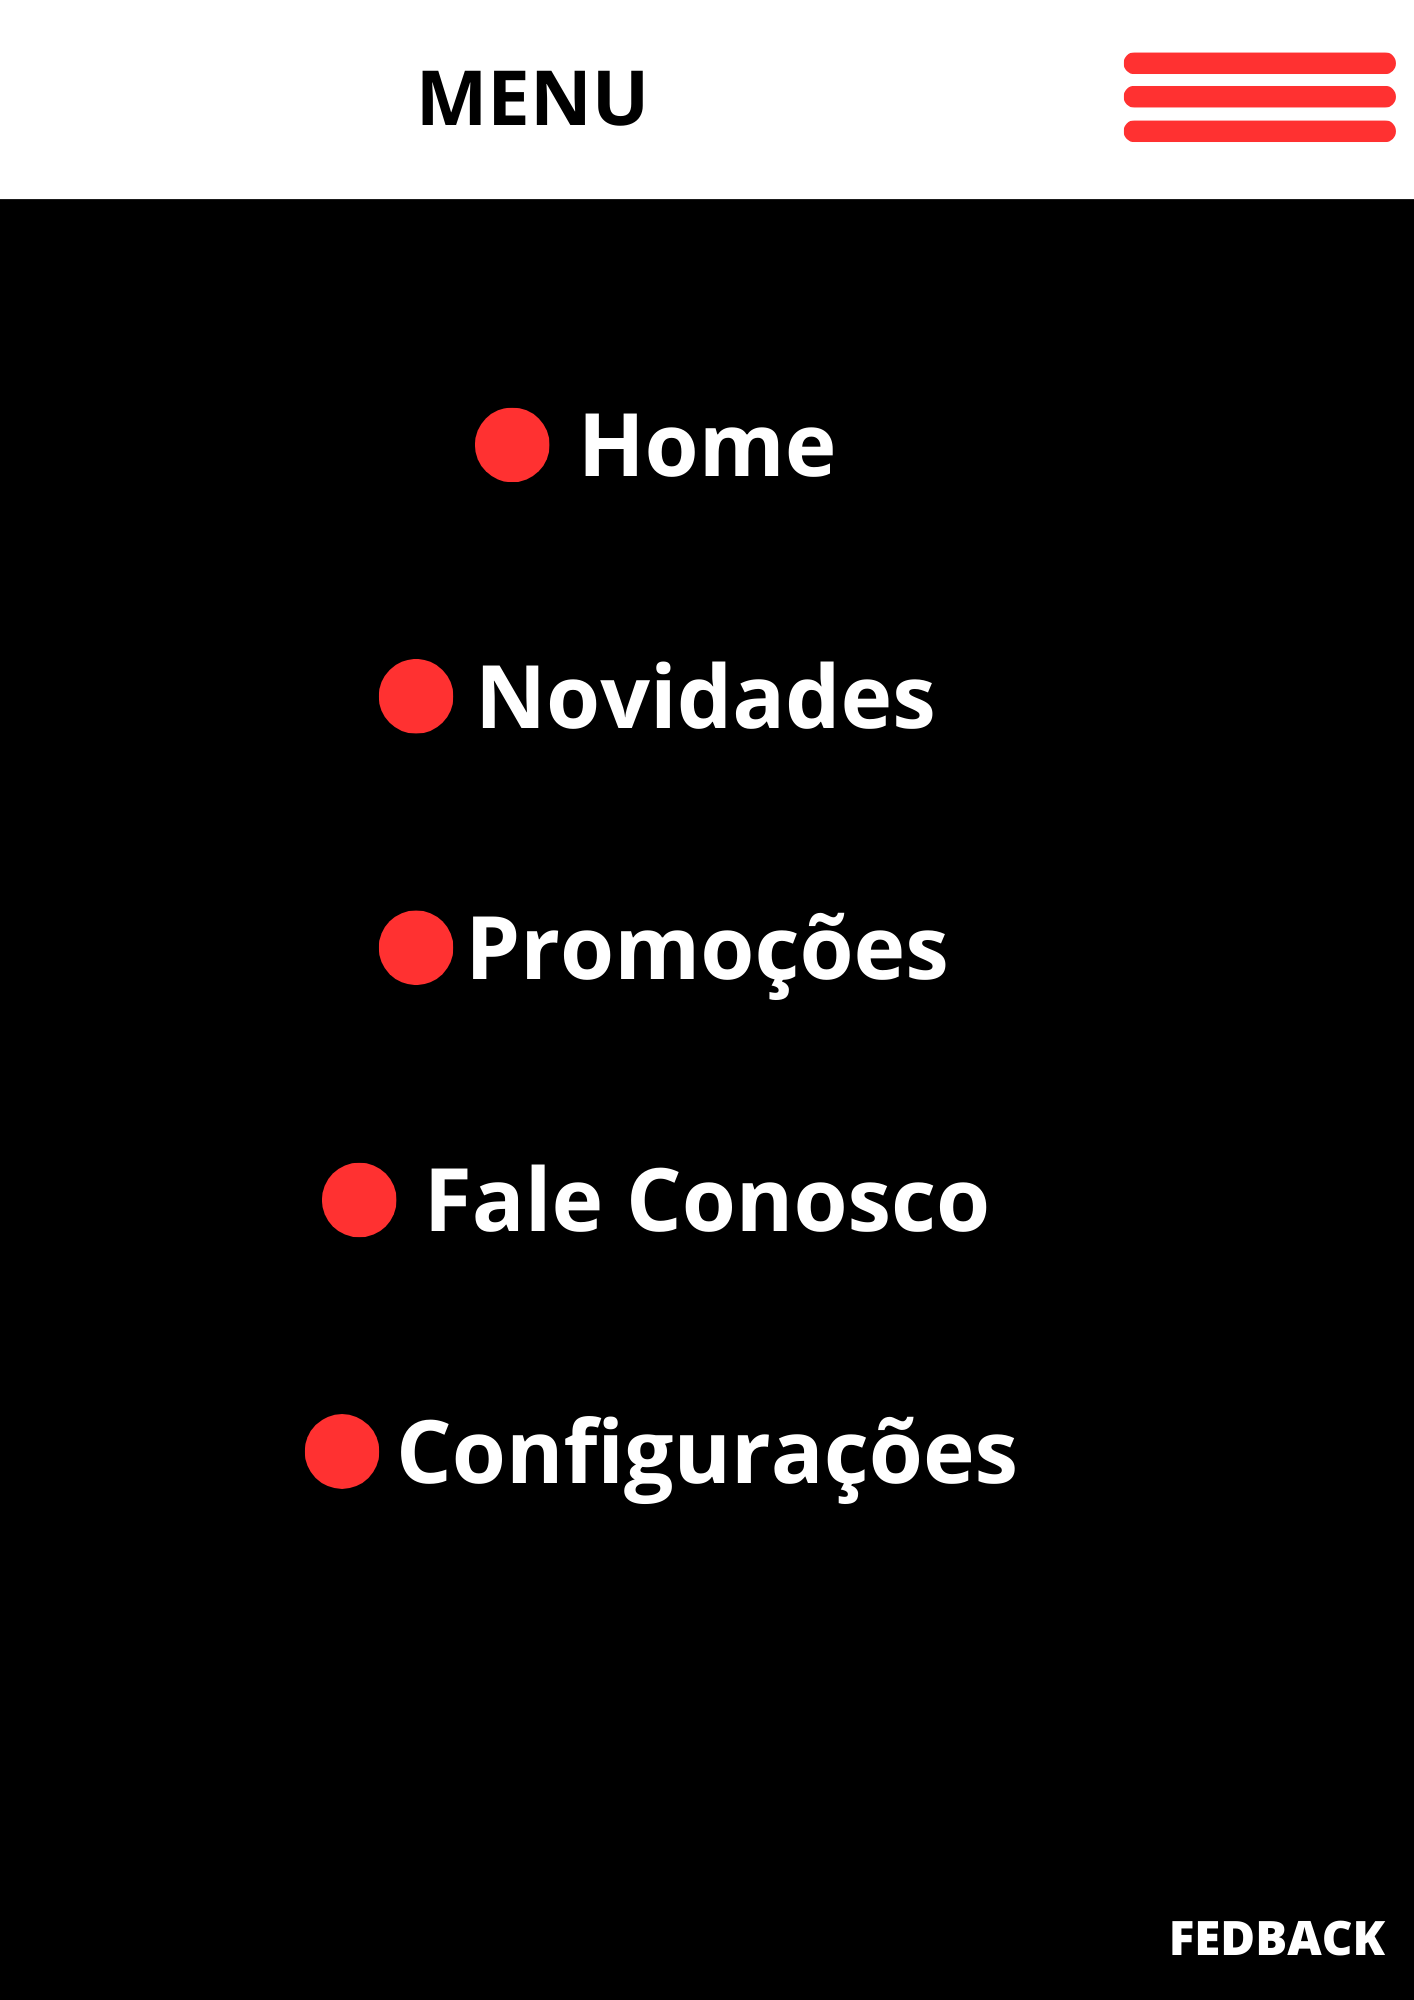 MENU
Home
Novidades
Promoções
Fale Conosco
Configurações
FEDBACK